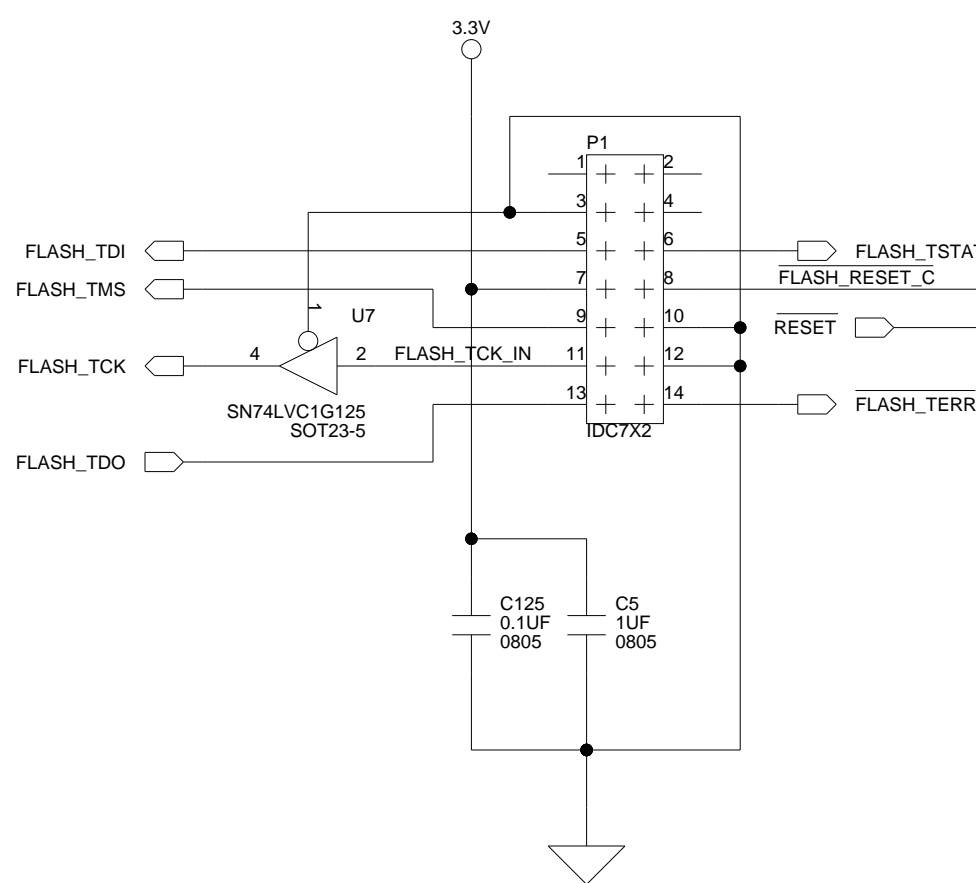 3.3V
P1
1 2
3 4
FLASH_TDI 5 6 FLASH_TSTAT
FLASH_TMS 7 8 FLASH_RESET_C
1 U7 9 10 RESET
FLASH_TCK 4 2 FLASH_TCK_IN 11 12
13 14 FLASH_TERR
SN74LVC1G125
SOT23-5
IDC7X2
FLASH_TDO
C125
0.1UF
0805
C5
1UF
0805